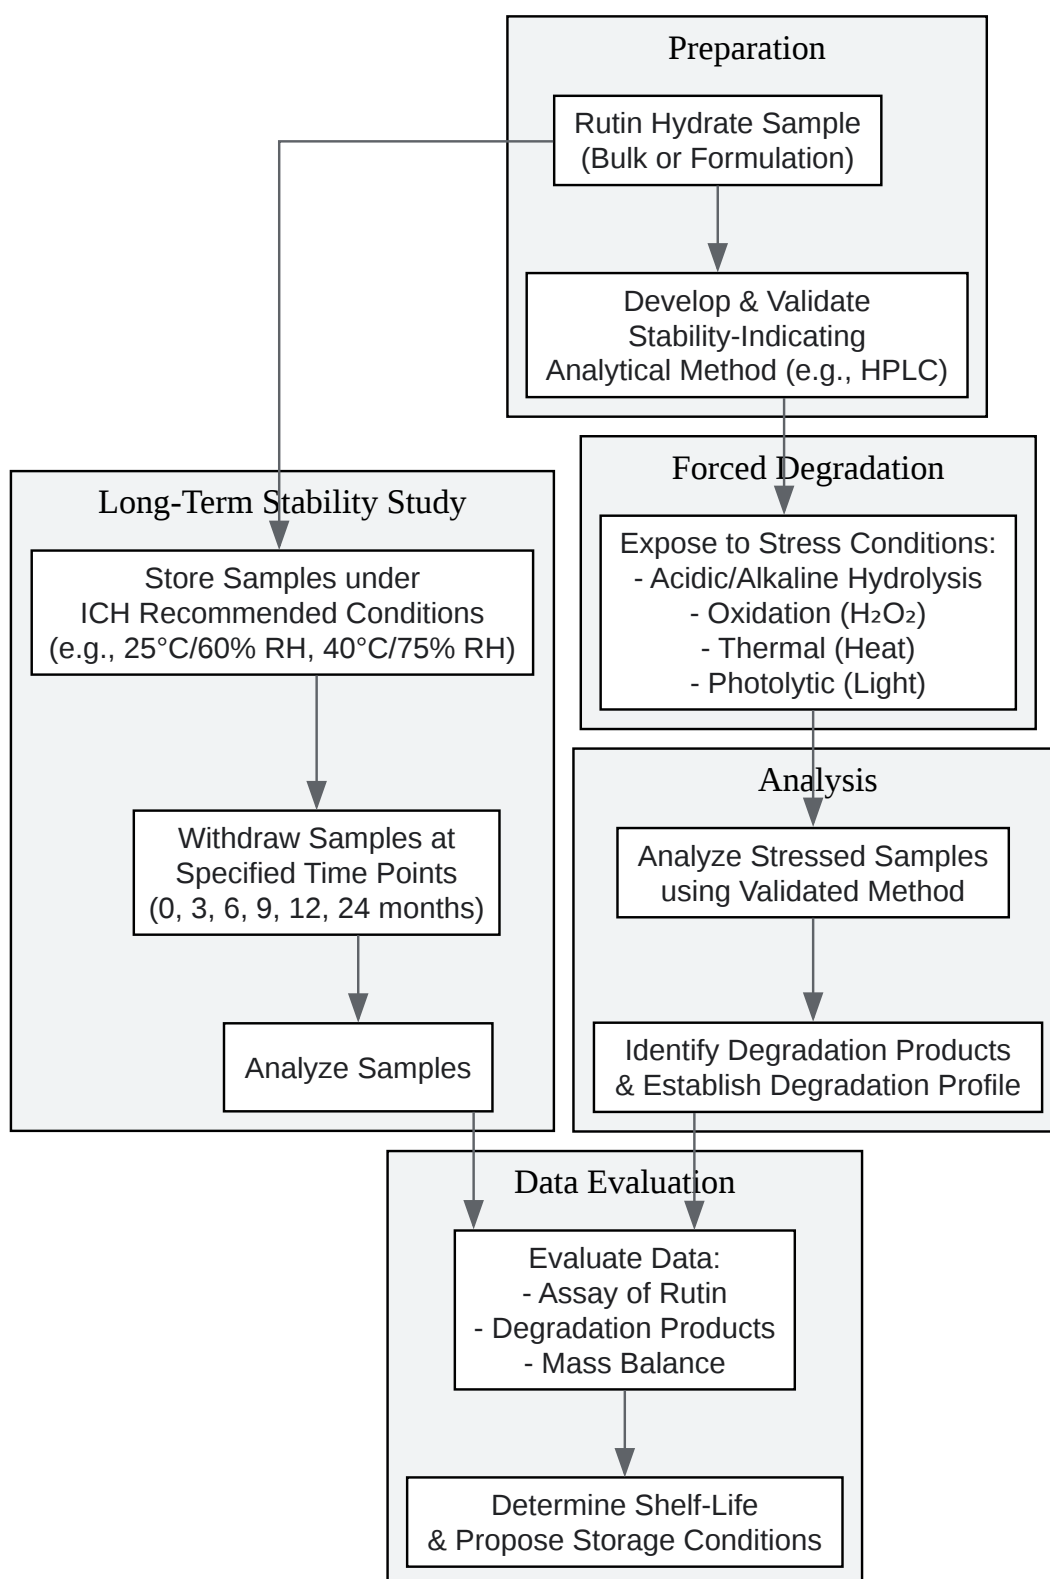 Preparation
Rutin Hydrate Sample
(Bulk or Formulation)
Develop & Validate
Stability-Indicating
Analytical Method (e.g., HPLC)
Forced Degradation
Expose to Stress Conditions:
- Acidic/Alkaline Hydrolysis
- Oxidation (H₂O₂)
- Thermal (Heat)
- Photolytic (Light)
Long-Term Stability Study
Store Samples under
ICH Recommended Conditions
(e.g., 25°C/60% RH, 40°C/75% RH)
Withdraw Samples at
Specified Time Points
(0, 3, 6, 9, 12, 24 months)
Analyze Samples
Analysis
Analyze Stressed Samples
using Validated Method
Identify Degradation Products
& Establish Degradation Profile
Data Evaluation
Evaluate Data:
- Assay of Rutin
- Degradation Products
- Mass Balance
Determine Shelf-Life
& Propose Storage Conditions